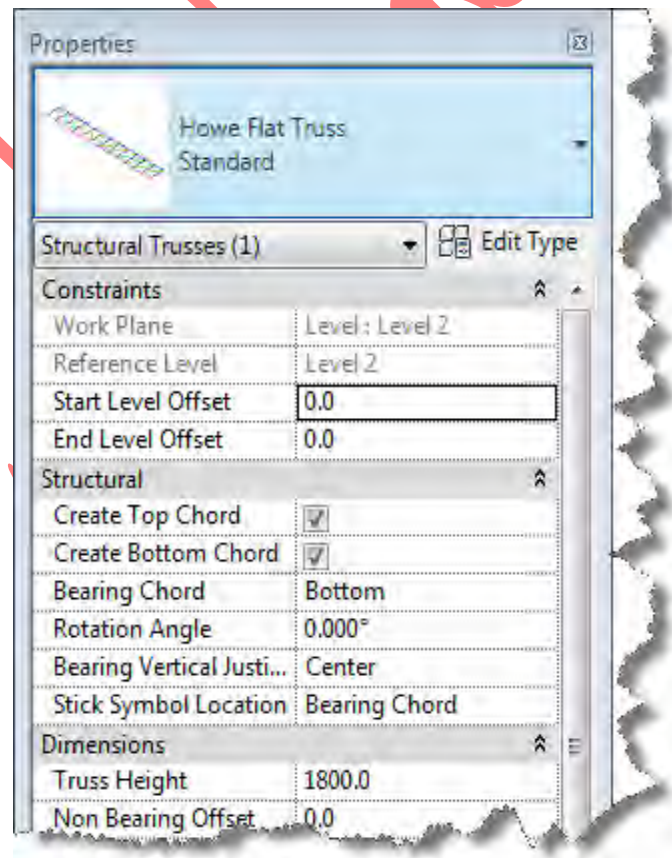 Properties
Howe Flat Truss
Standard
Structural Trusses (1) Edit Type
Constraints
Work Plane Level : Level 2
Reference Level Level 2
Start Level Offset 0.0
End Level Offset 0.0
Structural
Create Top Chord
Create Bottom Chord
Bearing Chord Bottom
Rotation Angle 0.000°
Bearing Vertical Justi... Center
Stick Symbol Location Bearing Chord
Dimensions
Truss Height 1800.0
Non Bearing Offset 0.0